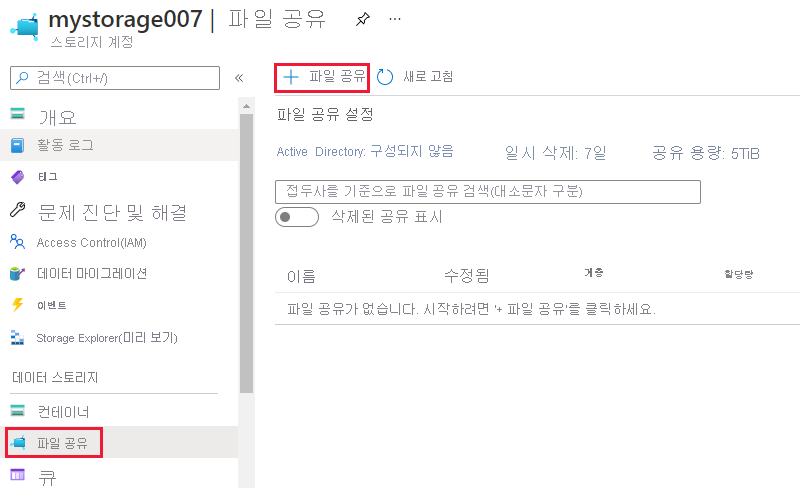 mystorage007 | 파일 공유
스토리지 계정
검색(Ctrl+/)
개요
활동 로그
태그
문제 진단 및 해결
Access Control(IAM)
데이터 마이그레이션
이벤트
Storage Explorer(미리 보기)
데이터 스토리지
컨테이너
파일 공유
큐
파일 공유 새로 고침
파일 공유 설정
Active Directory: 구성되지 않음 일시 삭제: 7일 공유 용량: 5TiB
접두사를 기준으로 파일 공유 검색(대소문자 구분)
삭제된 공유 표시
이름 수정됨 계층 할당량
파일 공유가 없습니다. 시작하려면 '+ 파일 공유'를 클릭하세요.